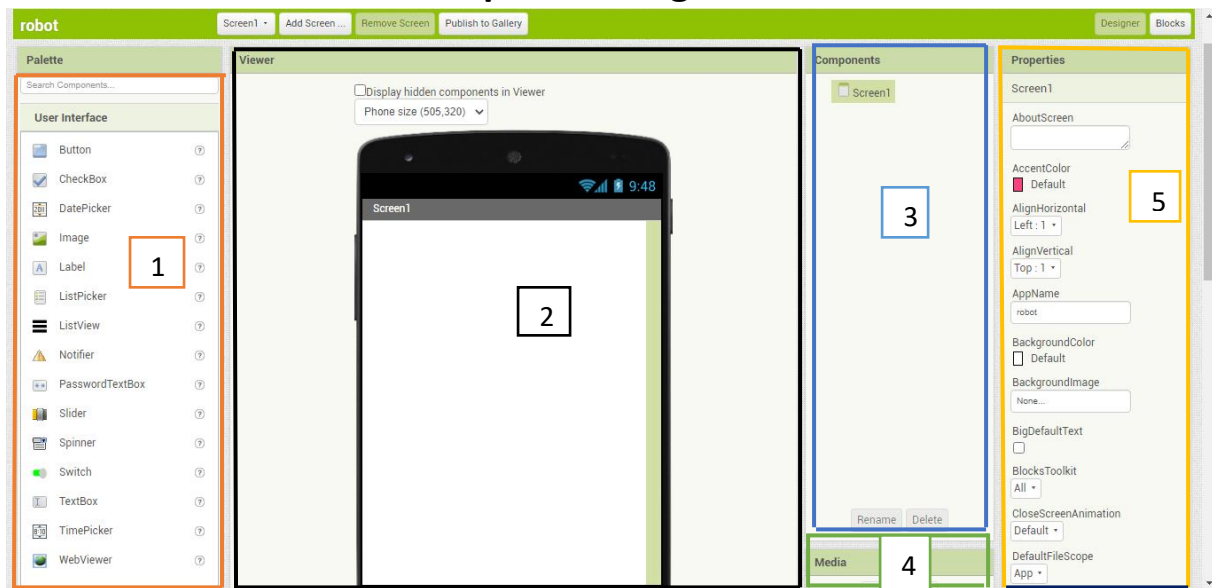 robot
Screen1 Add Screen ... Remove Screen Publish to Gallery
Designer Blocks
Palette
Search Components...
User Interface
Button
CheckBox
DatePicker
Image
Label
ListPicker
ListView
Notifier
PasswordTextBox
Slider
Spinner
Switch
TextBox
TimePicker
WebViewer
1
Viewer
Display hidden components in Viewer
Phone size (505,320)
9:48
Screen1
2
Components
Screen1
3
Rename Delete
Media
4
Properties
Screen1
AboutScreen
AccentColor
Default
AlignHorizontal
Left : 1
AlignVertical
Top : 1
AppName
robot
BackgroundColor
Default
BackgroundImage
None...
BigDefaultText
BlocksToolkit
All
CloseScreenAnimation
Default
DefaultFileScope
App
5